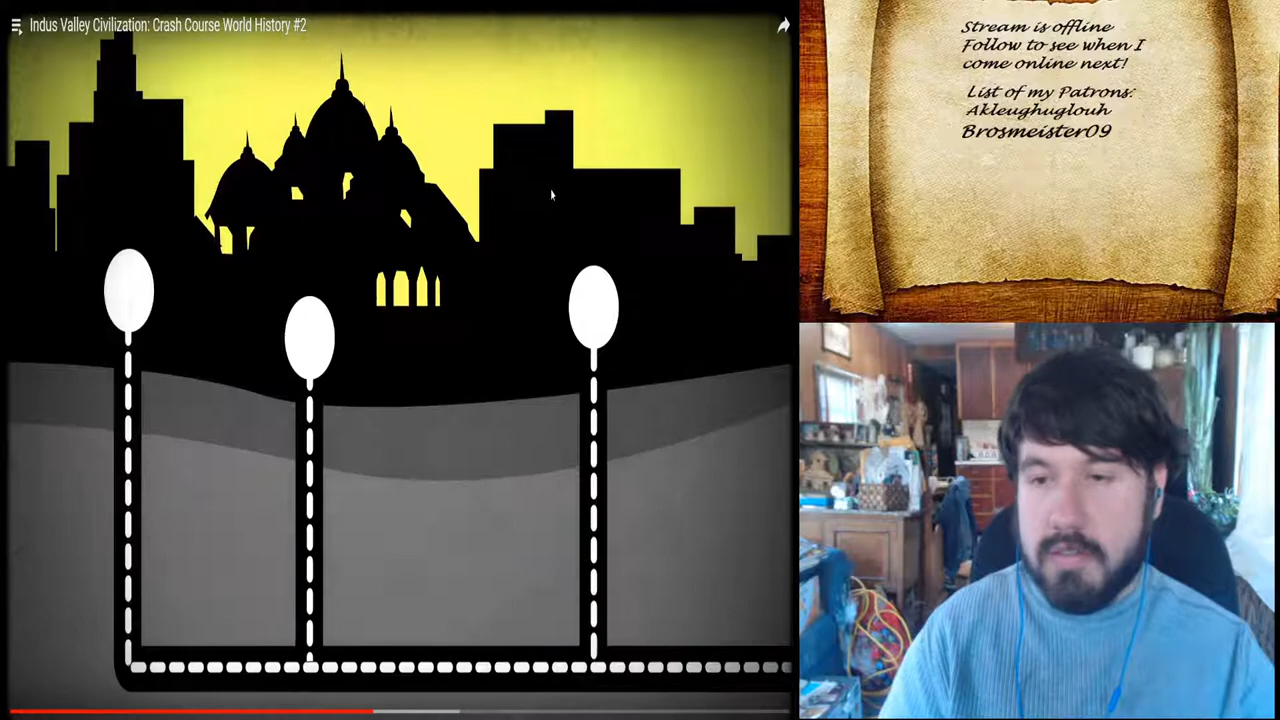 Indus Valley Civilization: Crash Course World History #2
Stream is offline
Follow to see when I
come online next!
List of my Patrons:
Akleughuglouh
Brosmeister09